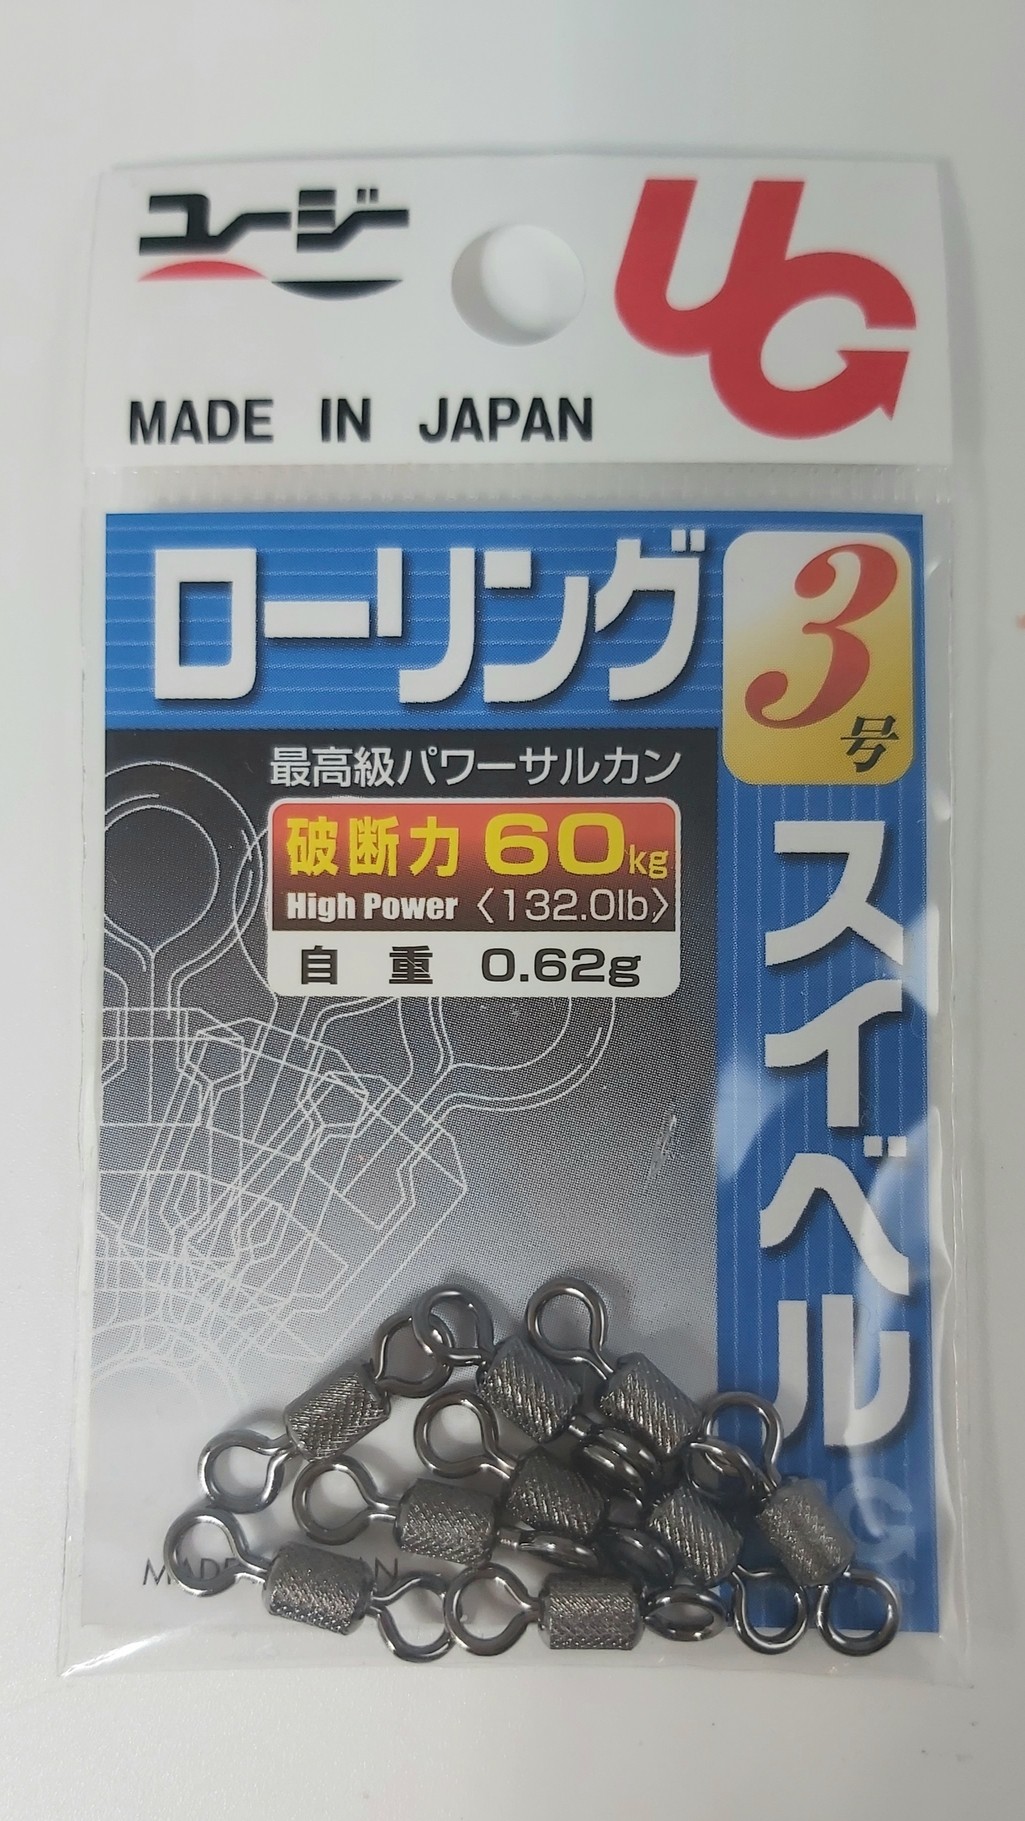 ユージー
UG
MADE IN JAPAN
ローリング
3号
スイベル
最高級パワーサルカン
破断力 60kg
High Power 〈132.0lb〉
自重 0.62g